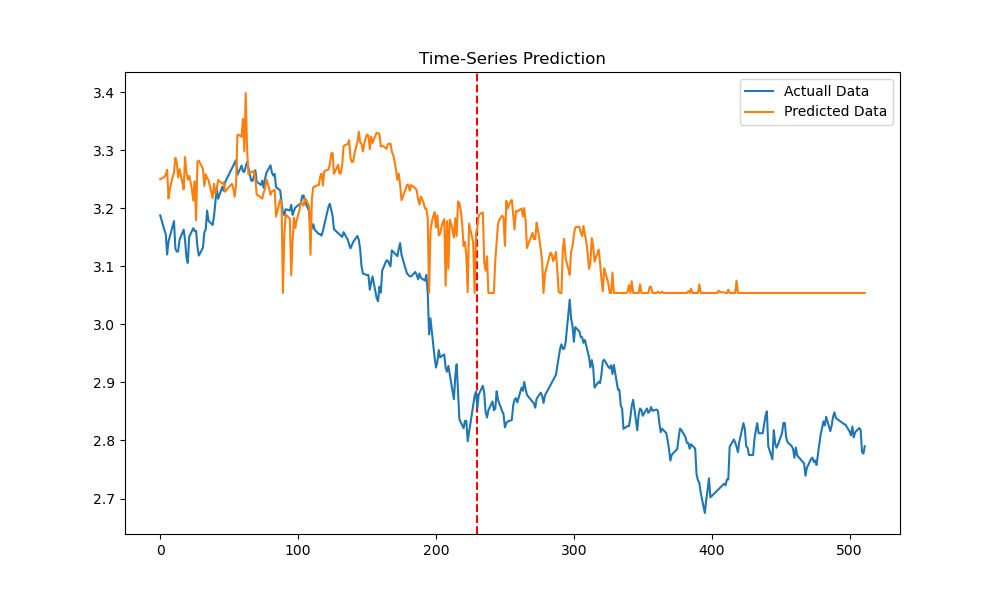 Time-Series Prediction
Actuall Data
Predicted Data
3.4
3.3
3.2
3.1
3.0
2.9
2.8
2.7
0 100 200 300 400 500